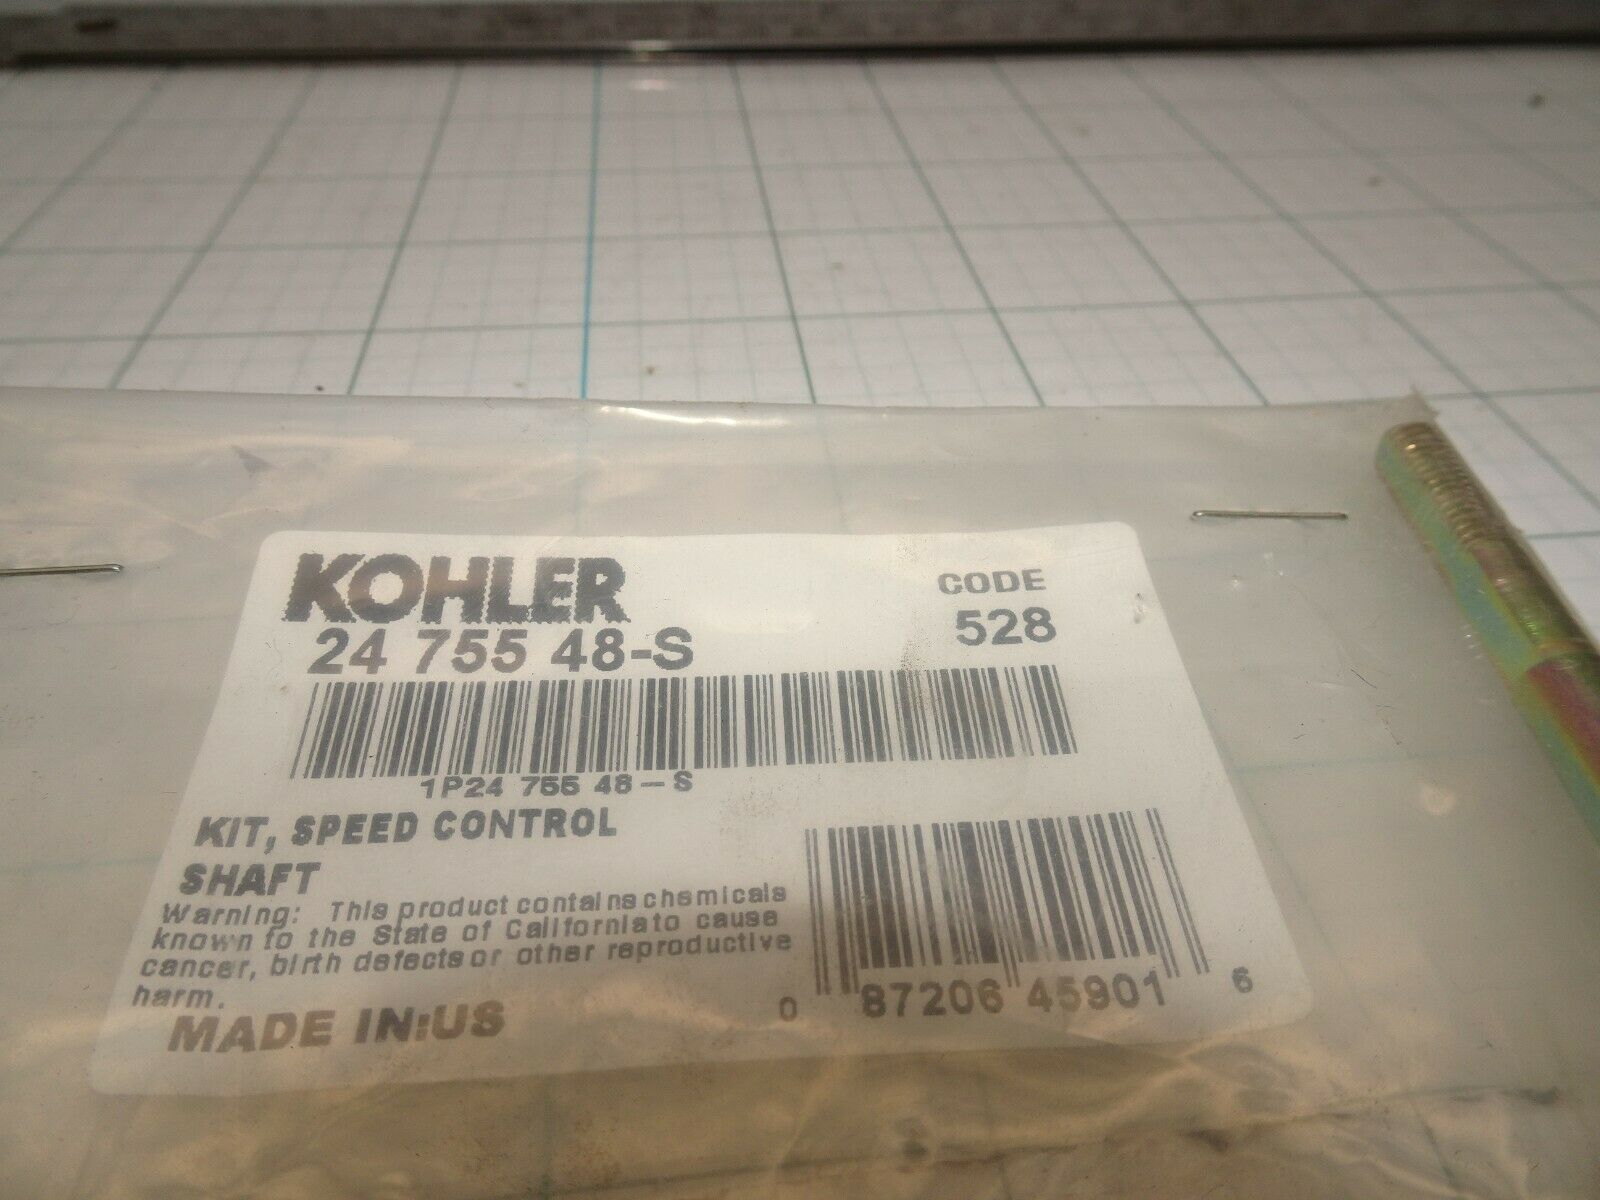 KOHLER
24 755 48-S
CODE
528
1P24 755 48-S
KIT, SPEED CONTROL
SHAFT
Warning: This product contains chemicals
known to the State of California to cause
cancer, birth defects or other reproductive
harm.
MADE IN:US
0 87206 45901 6